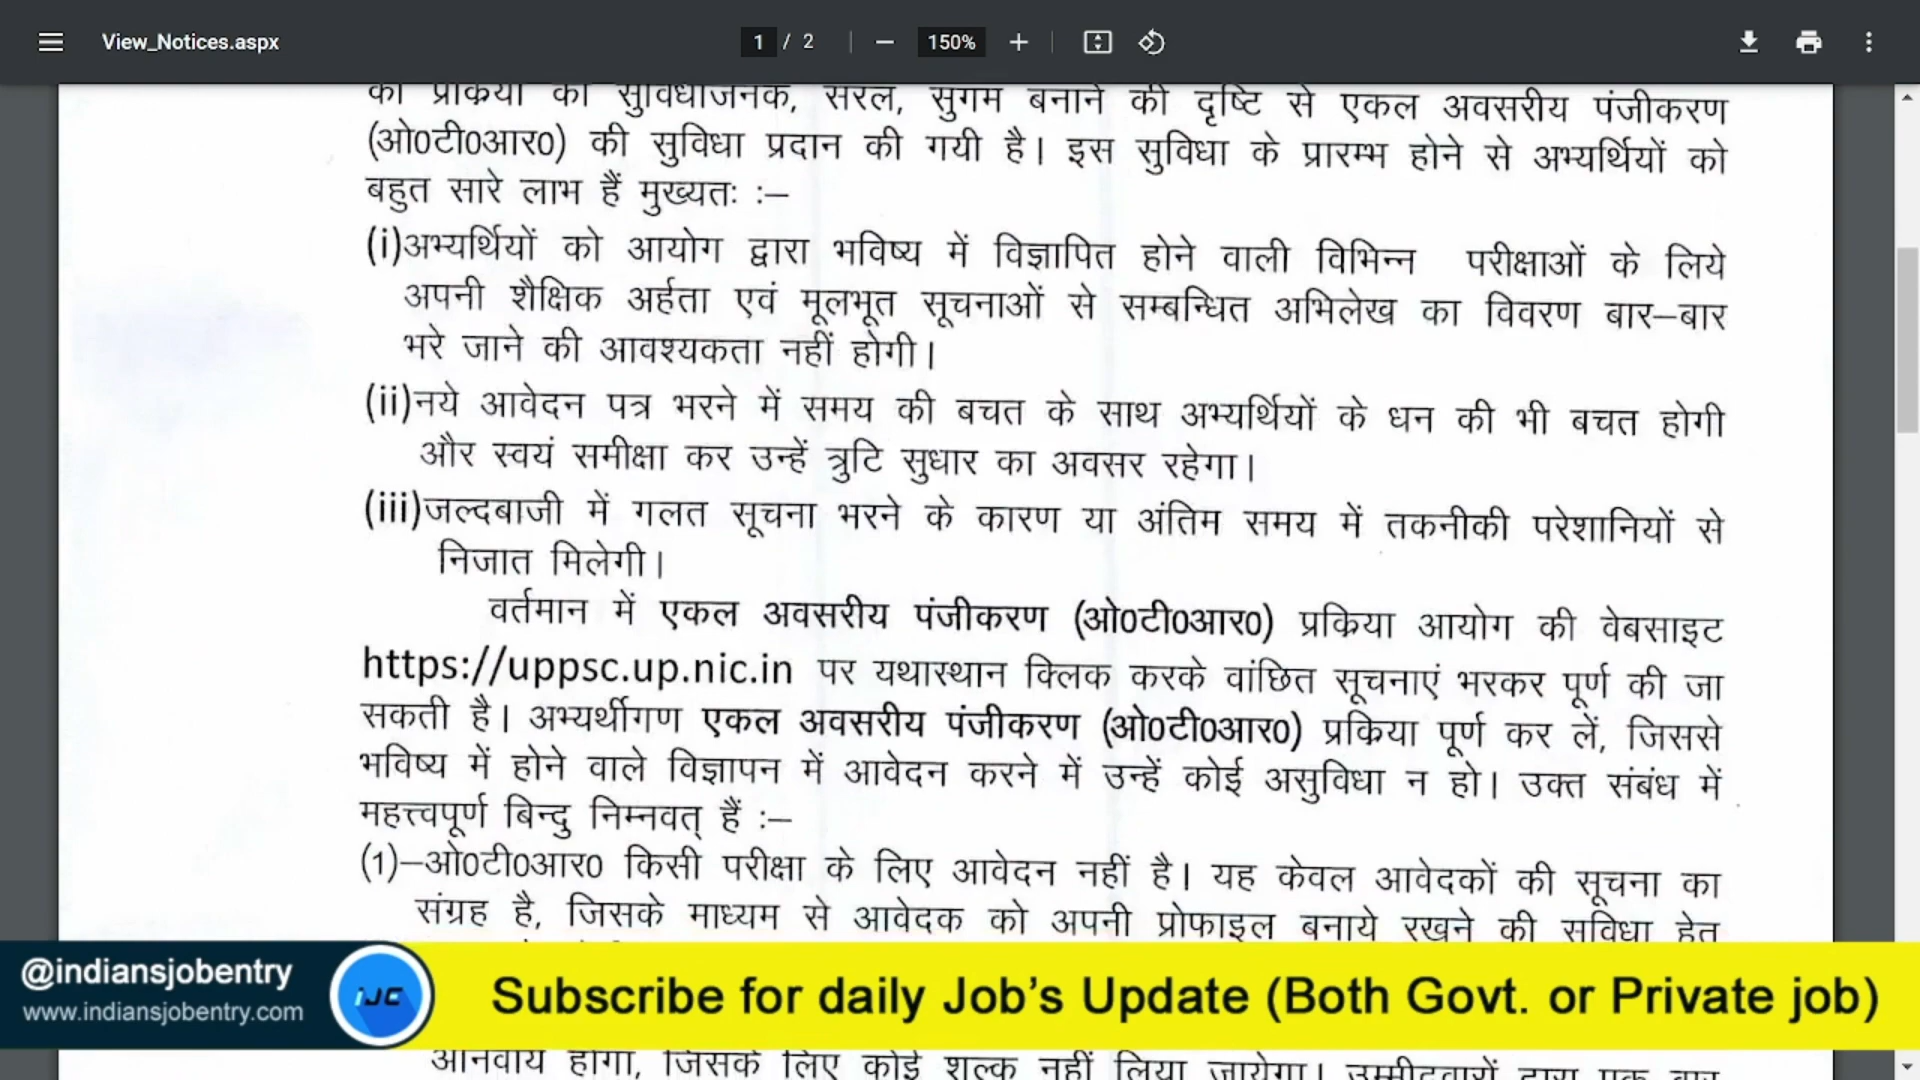 View_Notices.aspx
1 / 2
150%
की प्रक्रिया को सुविधाजनक, सरल, सुगम बनाने की दृष्टि से एकल अवसरीय पंजीकरण
(ओ0टी0आर0) की सुविधा प्रदान की गयी है। इस सुविधा के प्रारम्भ होने से अभ्यर्थियों को
बहुत सारे लाभ हैं मुख्यतः :–
(i)अभ्यर्थियों को आयोग द्वारा भविष्य में विज्ञापित होने वाली विभिन्न परीक्षाओं के लिये
अपनी शैक्षिक अर्हता एवं मूलभूत सूचनाओं से सम्बन्धित अभिलेख का विवरण बार–बार
भरे जाने की आवश्यकता नहीं होगी।
(ii)नये आवेदन पत्र भरने में समय की बचत के साथ अभ्यर्थियों के धन की भी बचत होगी
और स्वयं समीक्षा कर उन्हें त्रुटि सुधार का अवसर रहेगा।
(iii)जल्दबाजी में गलत सूचना भरने के कारण या अंतिम समय में तकनीकी परेशानियों से
निजात मिलेगी।
वर्तमान में एकल अवसरीय पंजीकरण (ओ0टी0आर0) प्रक्रिया आयोग की वेबसाइट
https://uppsc.up.nic.in पर यथास्थान क्लिक करके वांछित सूचनाएं भरकर पूर्ण की जा
सकती है। अभ्यर्थीगण एकल अवसरीय पंजीकरण (ओ0टी0आर0) प्रक्रिया पूर्ण कर लें, जिससे
भविष्य में होने वाले विज्ञापन में आवेदन करने में उन्हें कोई असुविधा न हो। उक्त संबंध में
महत्त्वपूर्ण बिन्दु निम्नवत् हैं :–
(1)–ओ0टी0आर0 किसी परीक्षा के लिए आवेदन नहीं है। यह केवल आवेदकों की सूचना का
संग्रह है, जिसके माध्यम से आवेदक को अपनी प्रोफाइल बनाये रखने की सुविधा हेतु
@indiansjobentry
www.indiansjobentry.com
IJC
Subscribe for daily Job's Update (Both Govt. or Private job)
अनिवार्य होगा, जिसके लिए कोई शुल्क नहीं लिया जायेगा। उम्मीदवारों द्वारा एक बार